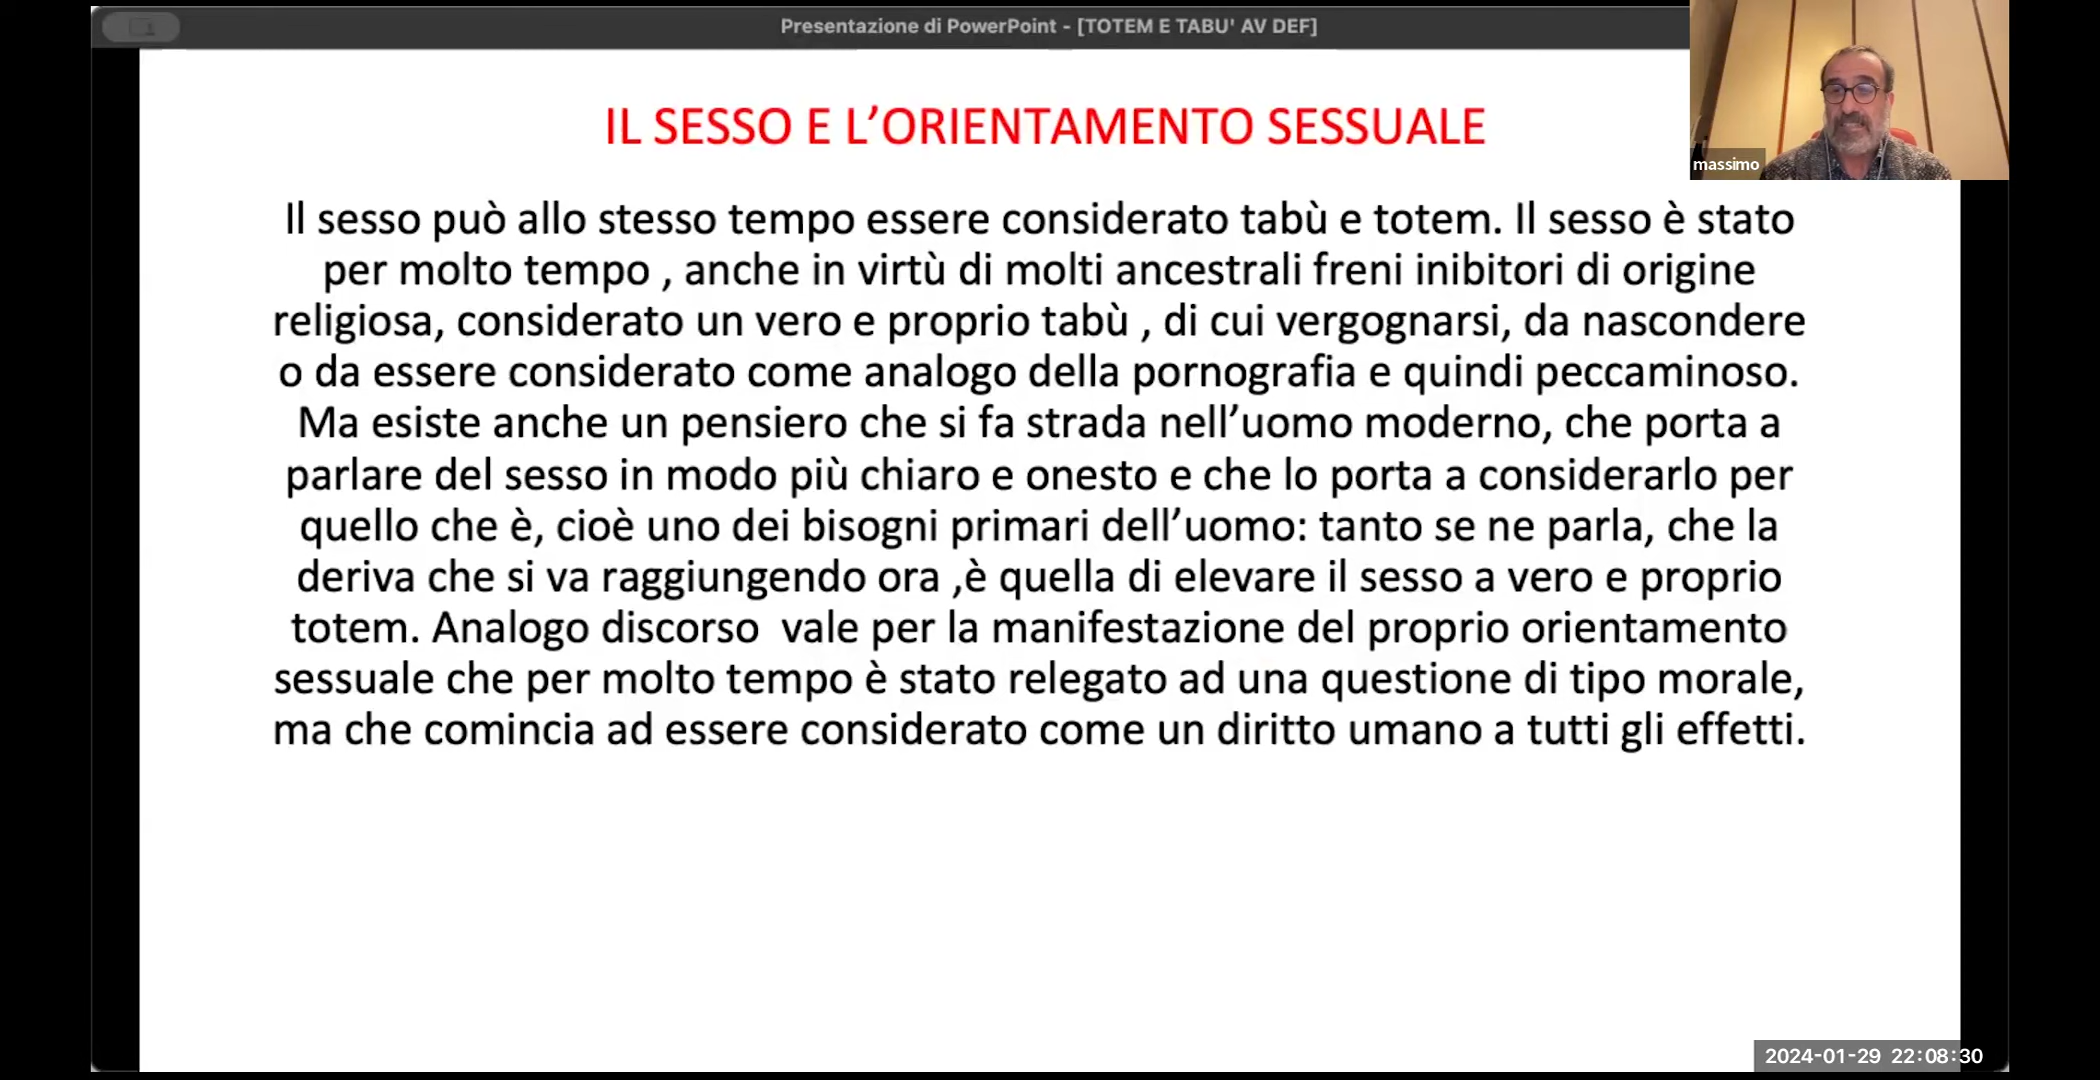 Presentazione di PowerPoint - [TOTEM E TABU' AV DEF]
massimo
IL SESSO E L’ORIENTAMENTO SESSUALE
Il sesso può allo stesso tempo essere considerato tabù e totem. Il sesso è stato
per molto tempo , anche in virtù di molti ancestrali freni inibitori di origine
religiosa, considerato un vero e proprio tabù , di cui vergognarsi, da nascondere
o da essere considerato come analogo della pornografia e quindi peccaminoso.
Ma esiste anche un pensiero che si fa strada nell’uomo moderno, che porta a
parlare del sesso in modo più chiaro e onesto e che lo porta a considerarlo per
quello che è, cioè uno dei bisogni primari dell’uomo: tanto se ne parla, che la
deriva che si va raggiungendo ora ,è quella di elevare il sesso a vero e proprio
totem. Analogo discorso  vale per la manifestazione del proprio orientamento
sessuale che per molto tempo è stato relegato ad una questione di tipo morale,
ma che comincia ad essere considerato come un diritto umano a tutti gli effetti.
2024-01-29 22:08:30